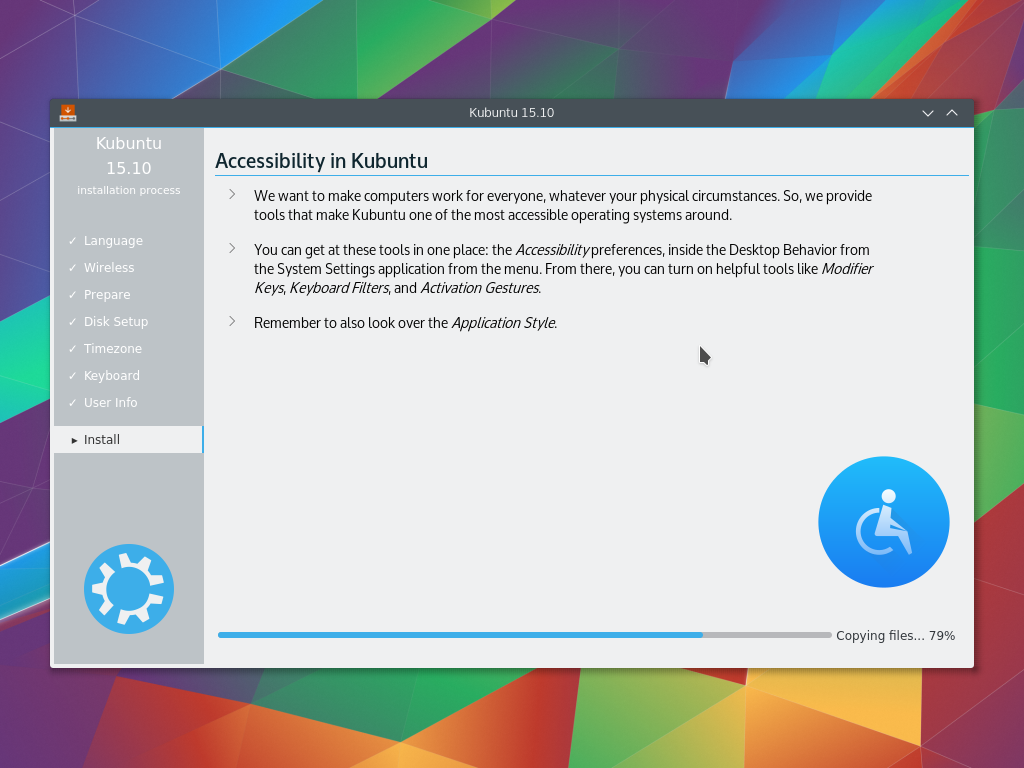 Kubuntu 15.10
Kubuntu
15.10
installation process
✓ Language
✓ Wireless
✓ Prepare
✓ Disk Setup
✓ Timezone
✓ Keyboard
✓ User Info
▸ Install
Accessibility in Kubuntu
We want to make computers work for everyone, whatever your physical circumstances. So, we provide
tools that make Kubuntu one of the most accessible operating systems around.
You can get at these tools in one place: the Accessibility preferences, inside the Desktop Behavior from
the System Settings application from the menu. From there, you can turn on helpful tools like Modifier
Keys, Keyboard Filters, and Activation Gestures.
Remember to also look over the Application Style.
Copying files... 79%